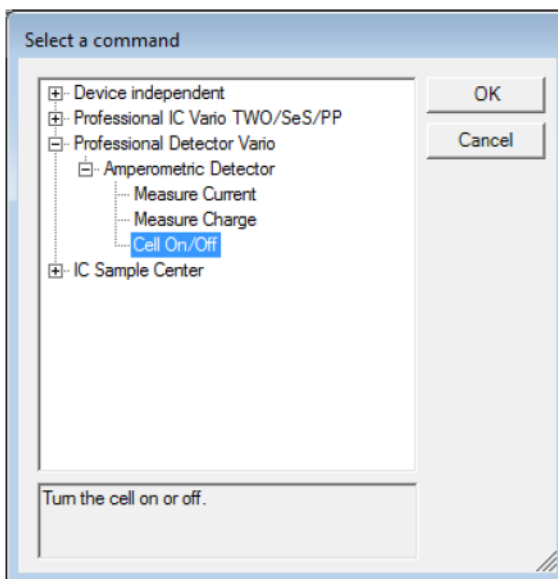 Select a command
Device independent
OK
Professional IC Vario TWO/SeS/PP
Professional Detector Vario
Cancel
Amperometric Detector
Measure Current
Measure Charge
Cell On/Off
IC Sample Center
Turn the cell on or off.